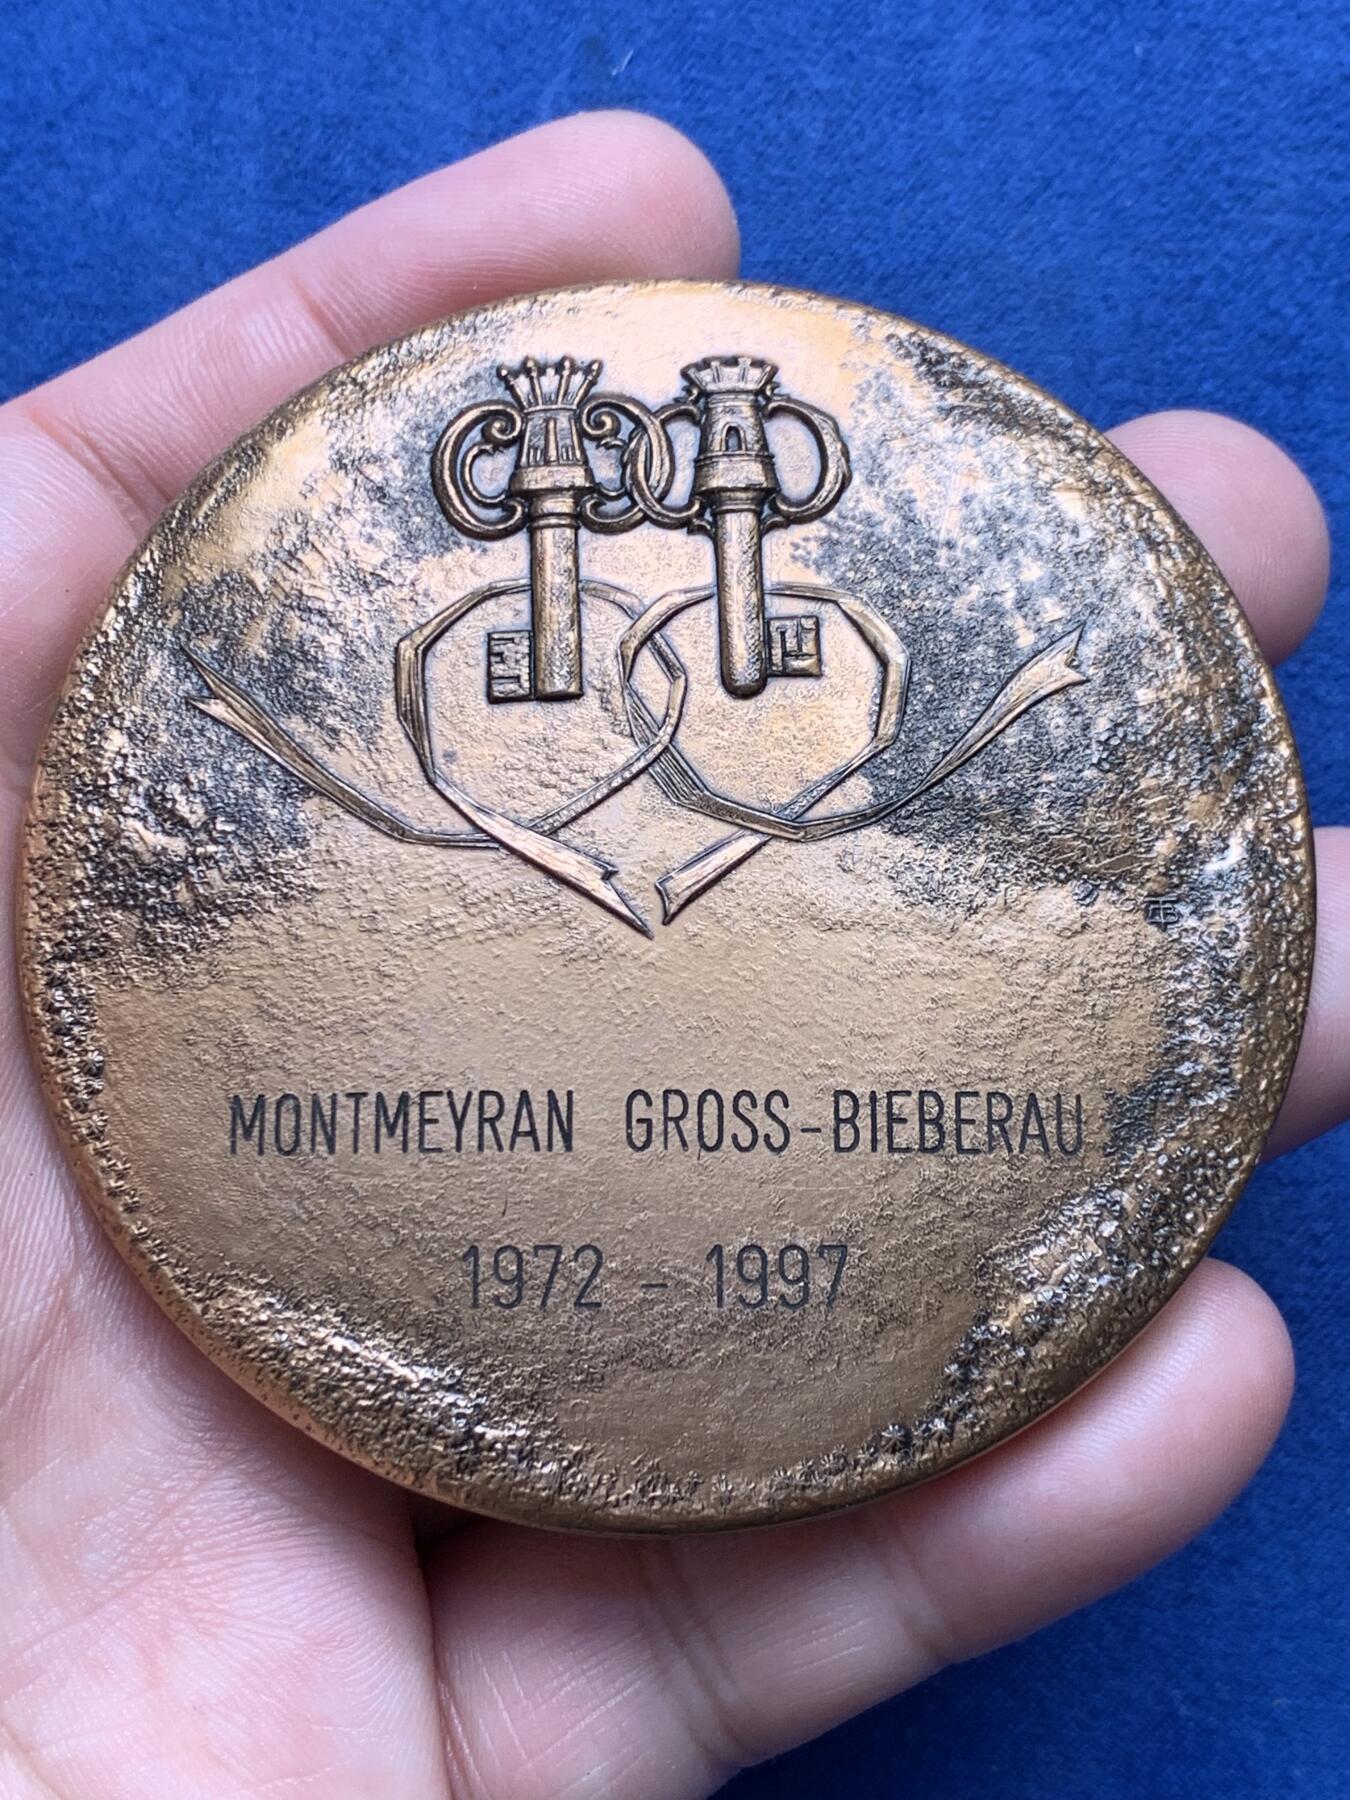 MONTMEYRAN GROSS-BIEBERAU
1972 - 1997